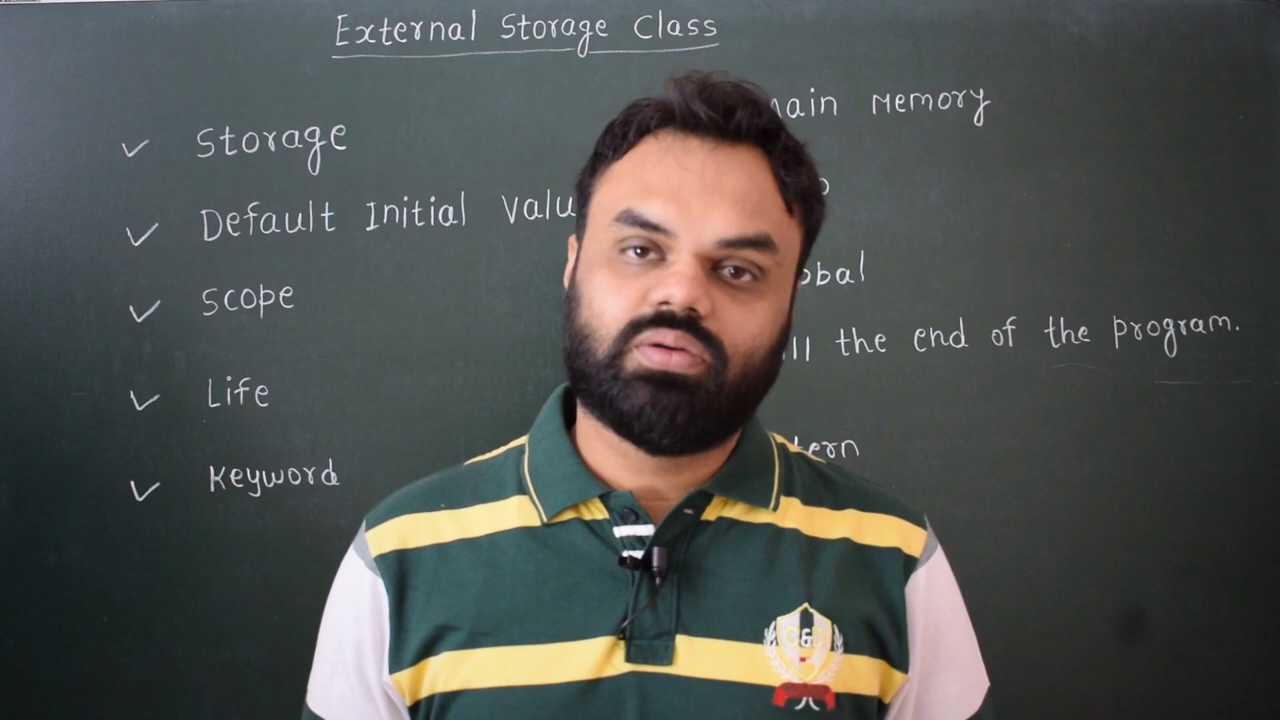 External Storage Class
Storage
main Memory
Default Initial Valu
Scope
obal
Life
ll the end of the program.
Keyword
tern